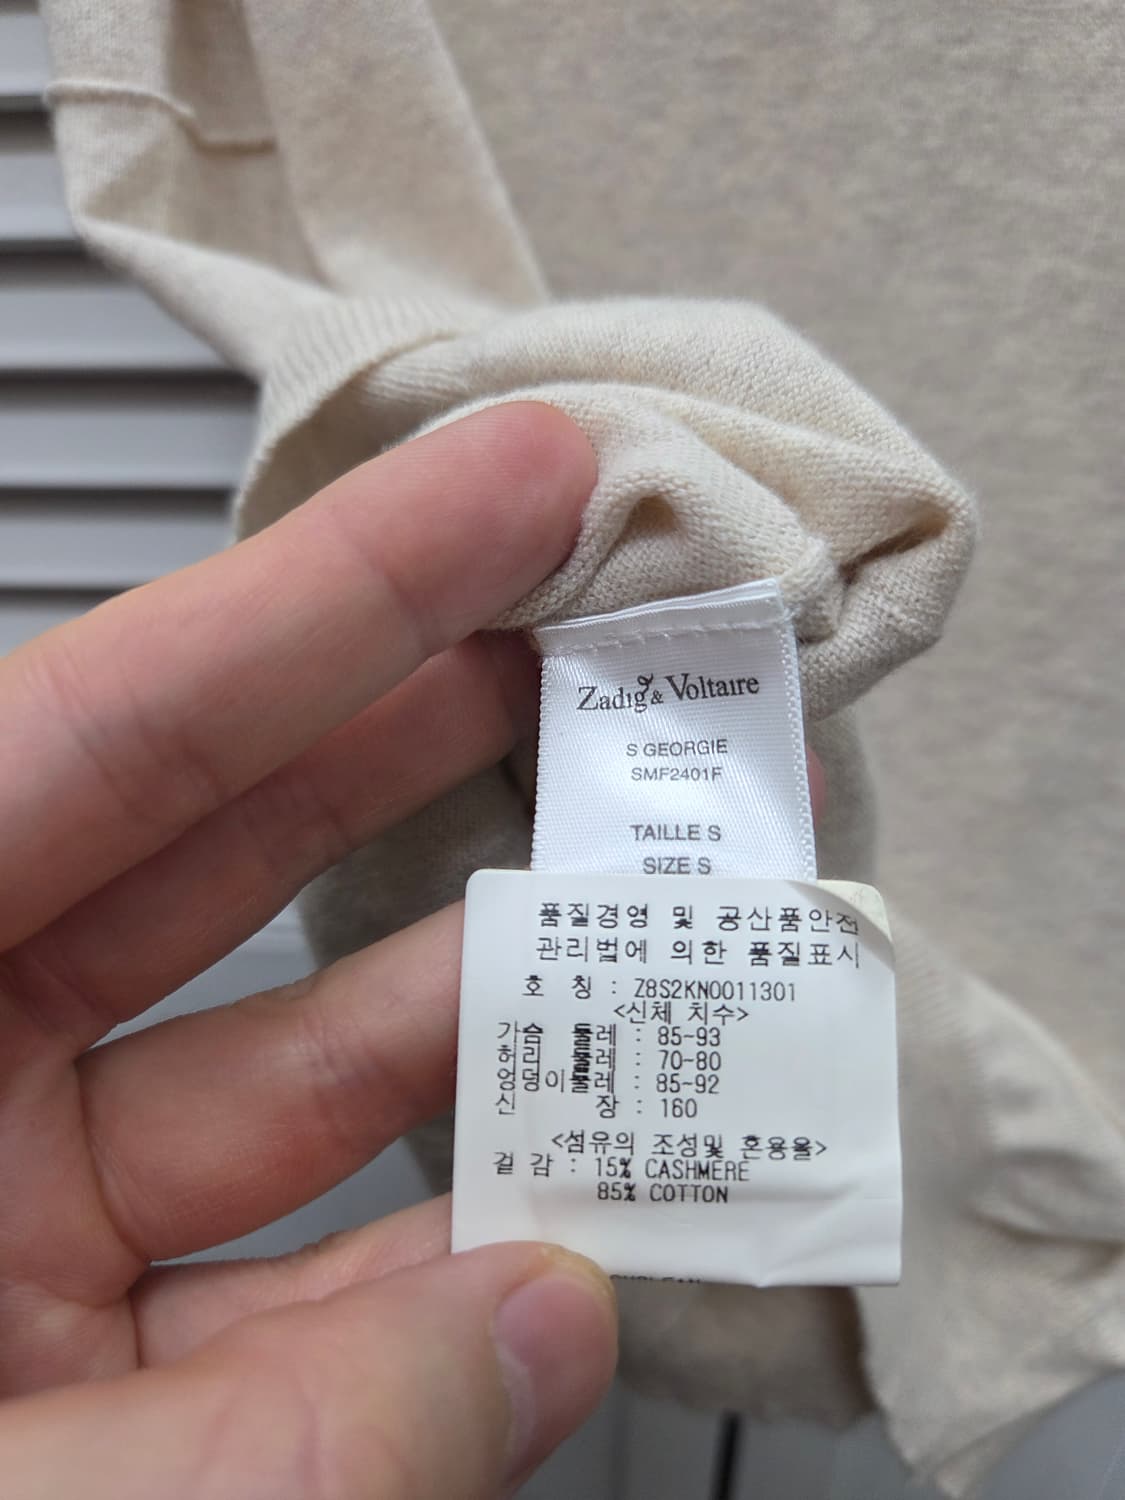 Zadig & Voltaire
S GEORGIE
SMF2401F
TAILLE S
SIZE S
품질경영 및 공산품안전
관리법에 의한 품질표시
호 칭 : Z8S2KN0011301
<신체 치수>
가슴 둘레 : 85-93
허리 둘레 : 70-80
엉덩이둘레 : 85-92
신 장 : 160
<섬유의 조성및 혼용율>
겉 감 : 15% CASHMERE
85% COTTON